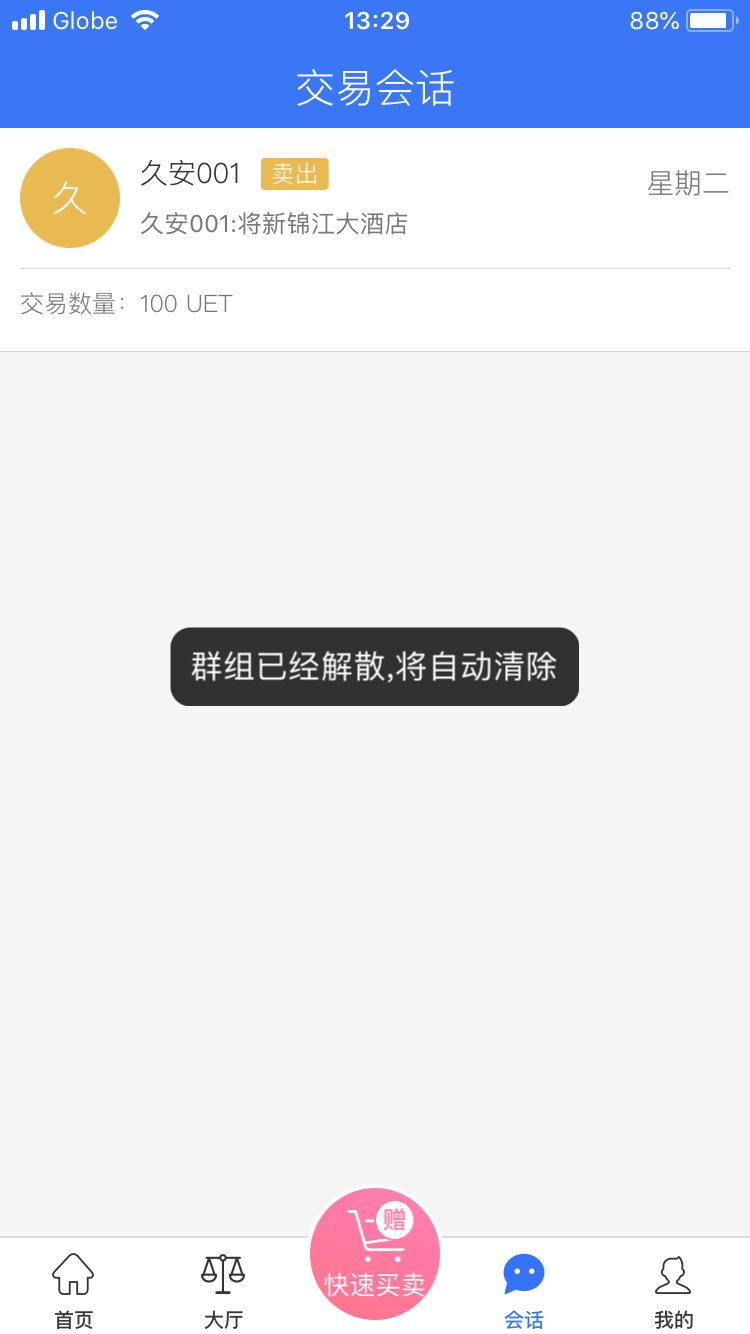 Globe 13:29 88%
交易会话
久 久安001 卖出 星期二
久安001:将新锦江大酒店
交易数量：100 UET
群组已经解散,将自动清除
赠
快速买卖
首页 大厅 会话 我的